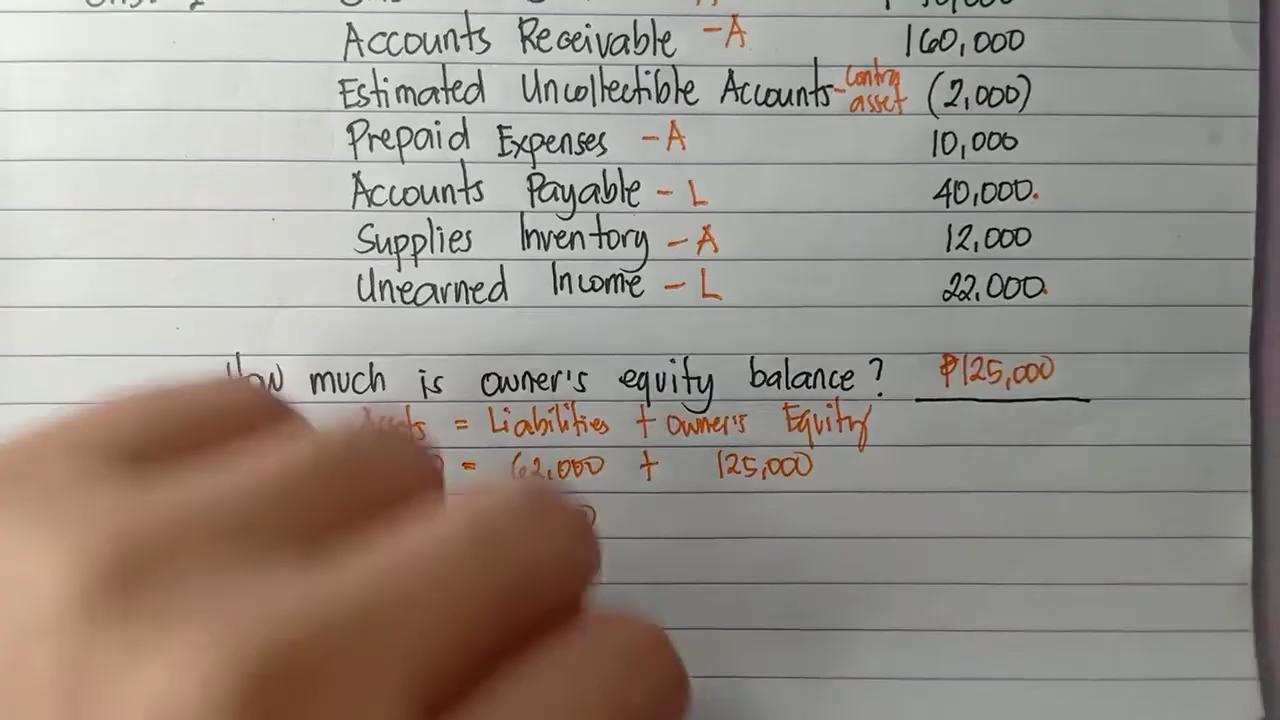 Accounts Receivable - A 160,000
Estimated Uncollectible Accounts - contra asset (2,000)
Prepaid Expenses - A 10,000
Accounts Payable - L 40,000.
Supplies Inventory - A 12,000
Unearned Income - L 22,000.
How much is owner's equity balance? ₱125,000
Assets = Liabilities + Owner's Equity
= 62,000 + 125,000